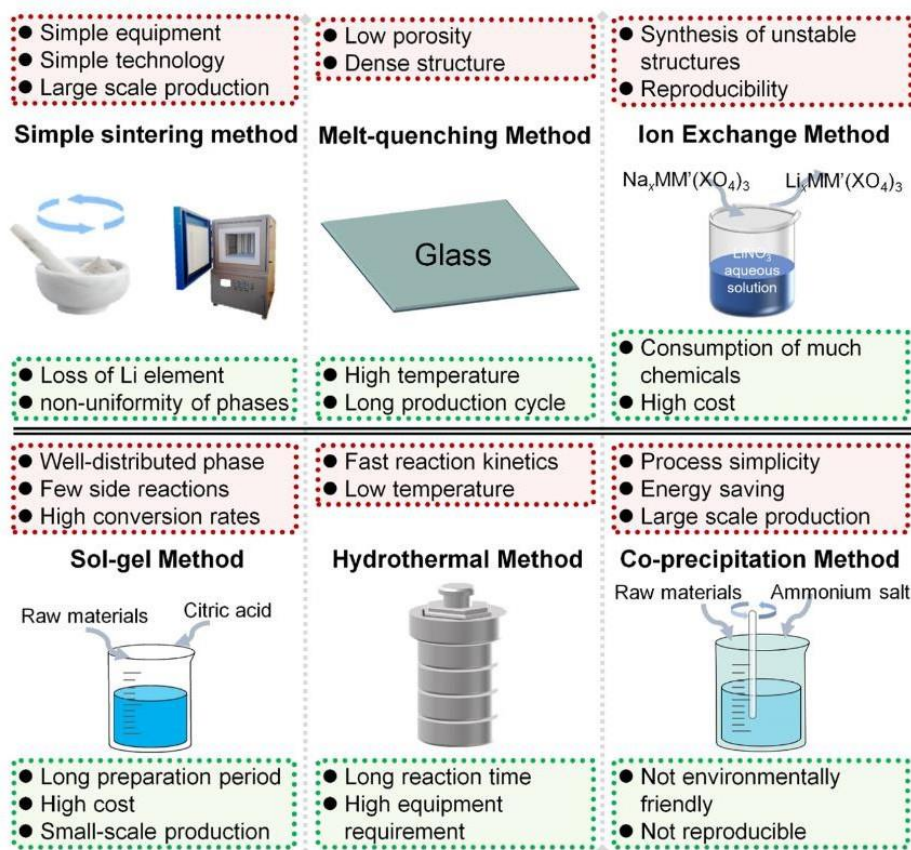 ● Simple equipment
● Simple technology
● Large scale production
Simple sintering method
● Loss of Li element
● non-uniformity of phases
● Low porosity
● Dense structure
Melt-quenching Method
Glass
● High temperature
● Long production cycle
● Synthesis of unstable
structures
● Reproducibility
Ion Exchange Method
NaₓMM'(XO₄)₃
LiₓMM'(XO₄)₃
LiNO₃
aqueous
solution
● Consumption of much
chemicals
● High cost
● Well-distributed phase
● Few side reactions
● High conversion rates
Sol-gel Method
Raw materials
Citric acid
● Long preparation period
● High cost
● Small-scale production
● Fast reaction kinetics
● Low temperature
Hydrothermal Method
● Long reaction time
● High equipment
requirement
● Process simplicity
● Energy saving
● Large scale production
Co-precipitation Method
Raw materials
Ammonium salt
● Not environmentally
friendly
● Not reproducible